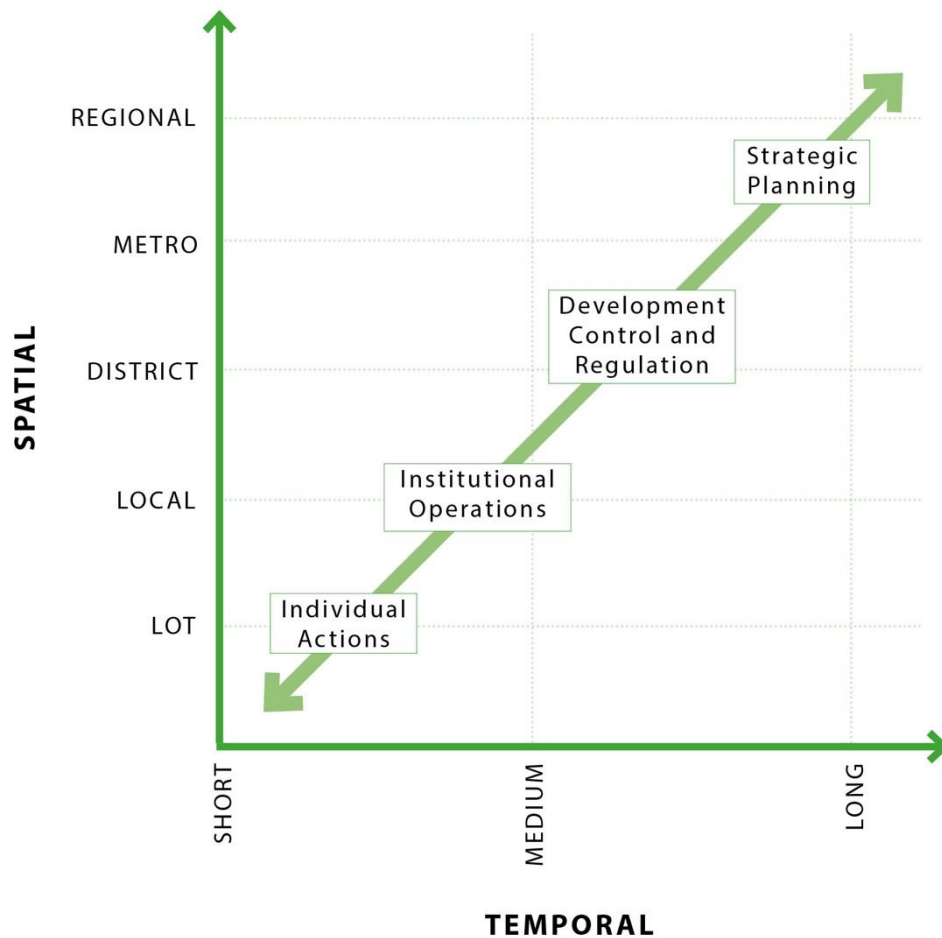 REGIONAL
Strategic
Planning
METRO
Development
Control and
Regulation
DISTRICT
SPATIAL
Institutional
Operations
LOCAL
Individual
Actions
LOT
SHORT
MEDIUM
LONG
TEMPORAL